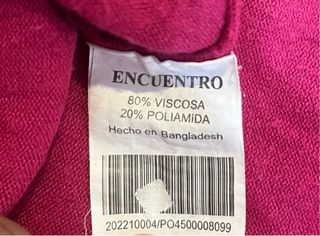 ENCUENTRO
80% VISCOSA
20% POLIAMiDA
Hecho en Bangladesh
202210004/PO4500008099